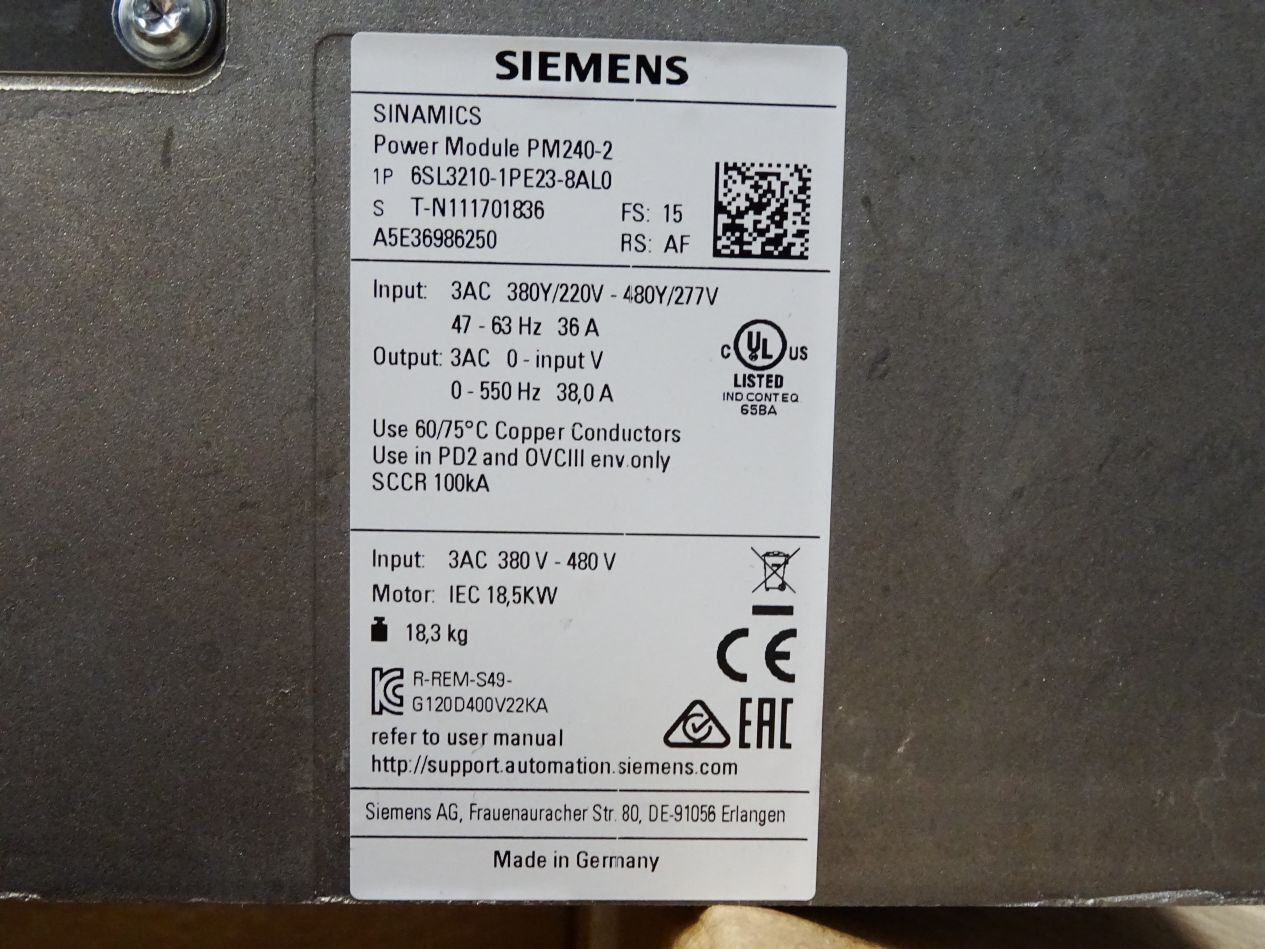 SIEMENS
SINAMICS
Power Module PM240-2
1P 6SL3210-1PE23-8AL0
S T-N111701836 FS: 15
A5E36986250 RS: AF
Input: 3AC 380Y/220V - 480Y/277V
47 - 63 Hz 36 A
Output: 3AC 0 - input V
0 - 550 Hz 38,0 A
C UL US
LISTED
IND CONT EQ
65BA
Use 60/75°C Copper Conductors
Use in PD2 and OVCIII env.only
SCCR 100kA
Input: 3AC 380 V - 480 V
Motor: IEC 18,5KW
18,3 kg
CE
R-REM-S49-
G120D400V22KA
EAC
refer to user manual
http://support.automation.siemens.com
Siemens AG, Frauenauracher Str. 80, DE-91056 Erlangen
Made in Germany